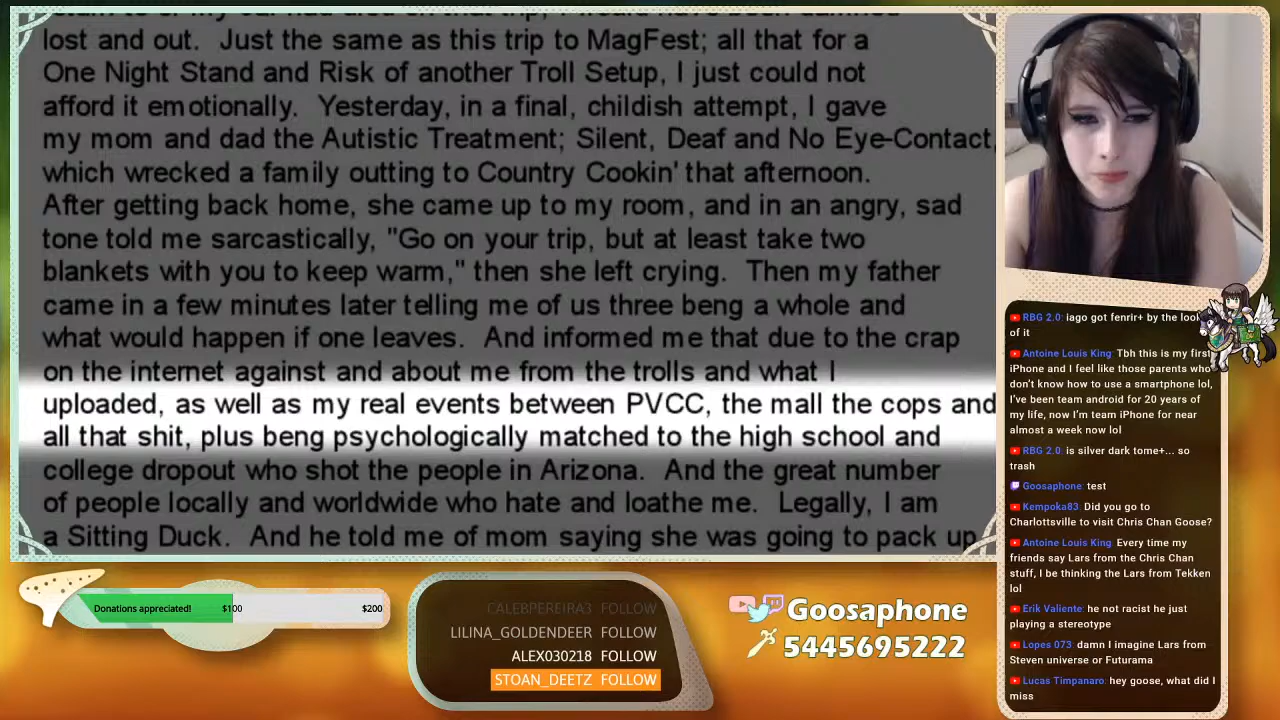 lost and out. Just the same as this trip to MagFest; all that for a
One Night Stand and Risk of another Troll Setup, I just could not
afford it emotionally. Yesterday, in a final, childish attempt, I gave
my mom and dad the Autistic Treatment; Silent, Deaf and No Eye-Contact,
which wrecked a family outting to Country Cookin' that afternoon.
After getting back home, she came up to my room, and in an angry, sad
tone told me sarcastically, "Go on your trip, but at least take two
blankets with you to keep warm," then she left crying. Then my father
came in a few minutes later telling me of us three beng a whole and
what would happen if one leaves. And informed me that due to the crap
on the internet against and about me from the trolls and what I
uploaded, as well as my real events between PVCC, the mall the cops and
all that shit, plus beng psychologically matched to the high school and
college dropout who shot the people in Arizona. And the great number
of people locally and worldwide who hate and loathe me. Legally, I am
a Sitting Duck. And he told me of mom saying she was going to pack up
RBG 2.0: iago got fenrir+ by the look
of it
Antoine Louis King: Tbh this is my first
iPhone and I feel like those parents who
don't know how to use a smartphone lol,
I've been team android for 20 years of
my life, now I'm team iPhone for near
almost a week now lol
RBG 2.0: is silver dark tome+... so
trash
Goosaphone: test
Kempoka83: Did you go to
Charlottsville to visit Chris Chan Goose?
Antoine Louis King: Every time my
friends say Lars from the Chris Chan
stuff, I be thinking the Lars from Tekken
lol
Erik Valiente: he not racist he just
playing a stereotype
Lopes 073: damn I imagine Lars from
Steven universe or Futurama
Lucas Timpanaro: hey goose, what did I
miss
Donations appreciated! $100 $200
CALEBPEREIRA3 FOLLOW
LILINA_GOLDENDEER FOLLOW
ALEX030218 FOLLOW
STOAN_DEETZ FOLLOW
Goosaphone
5445695222